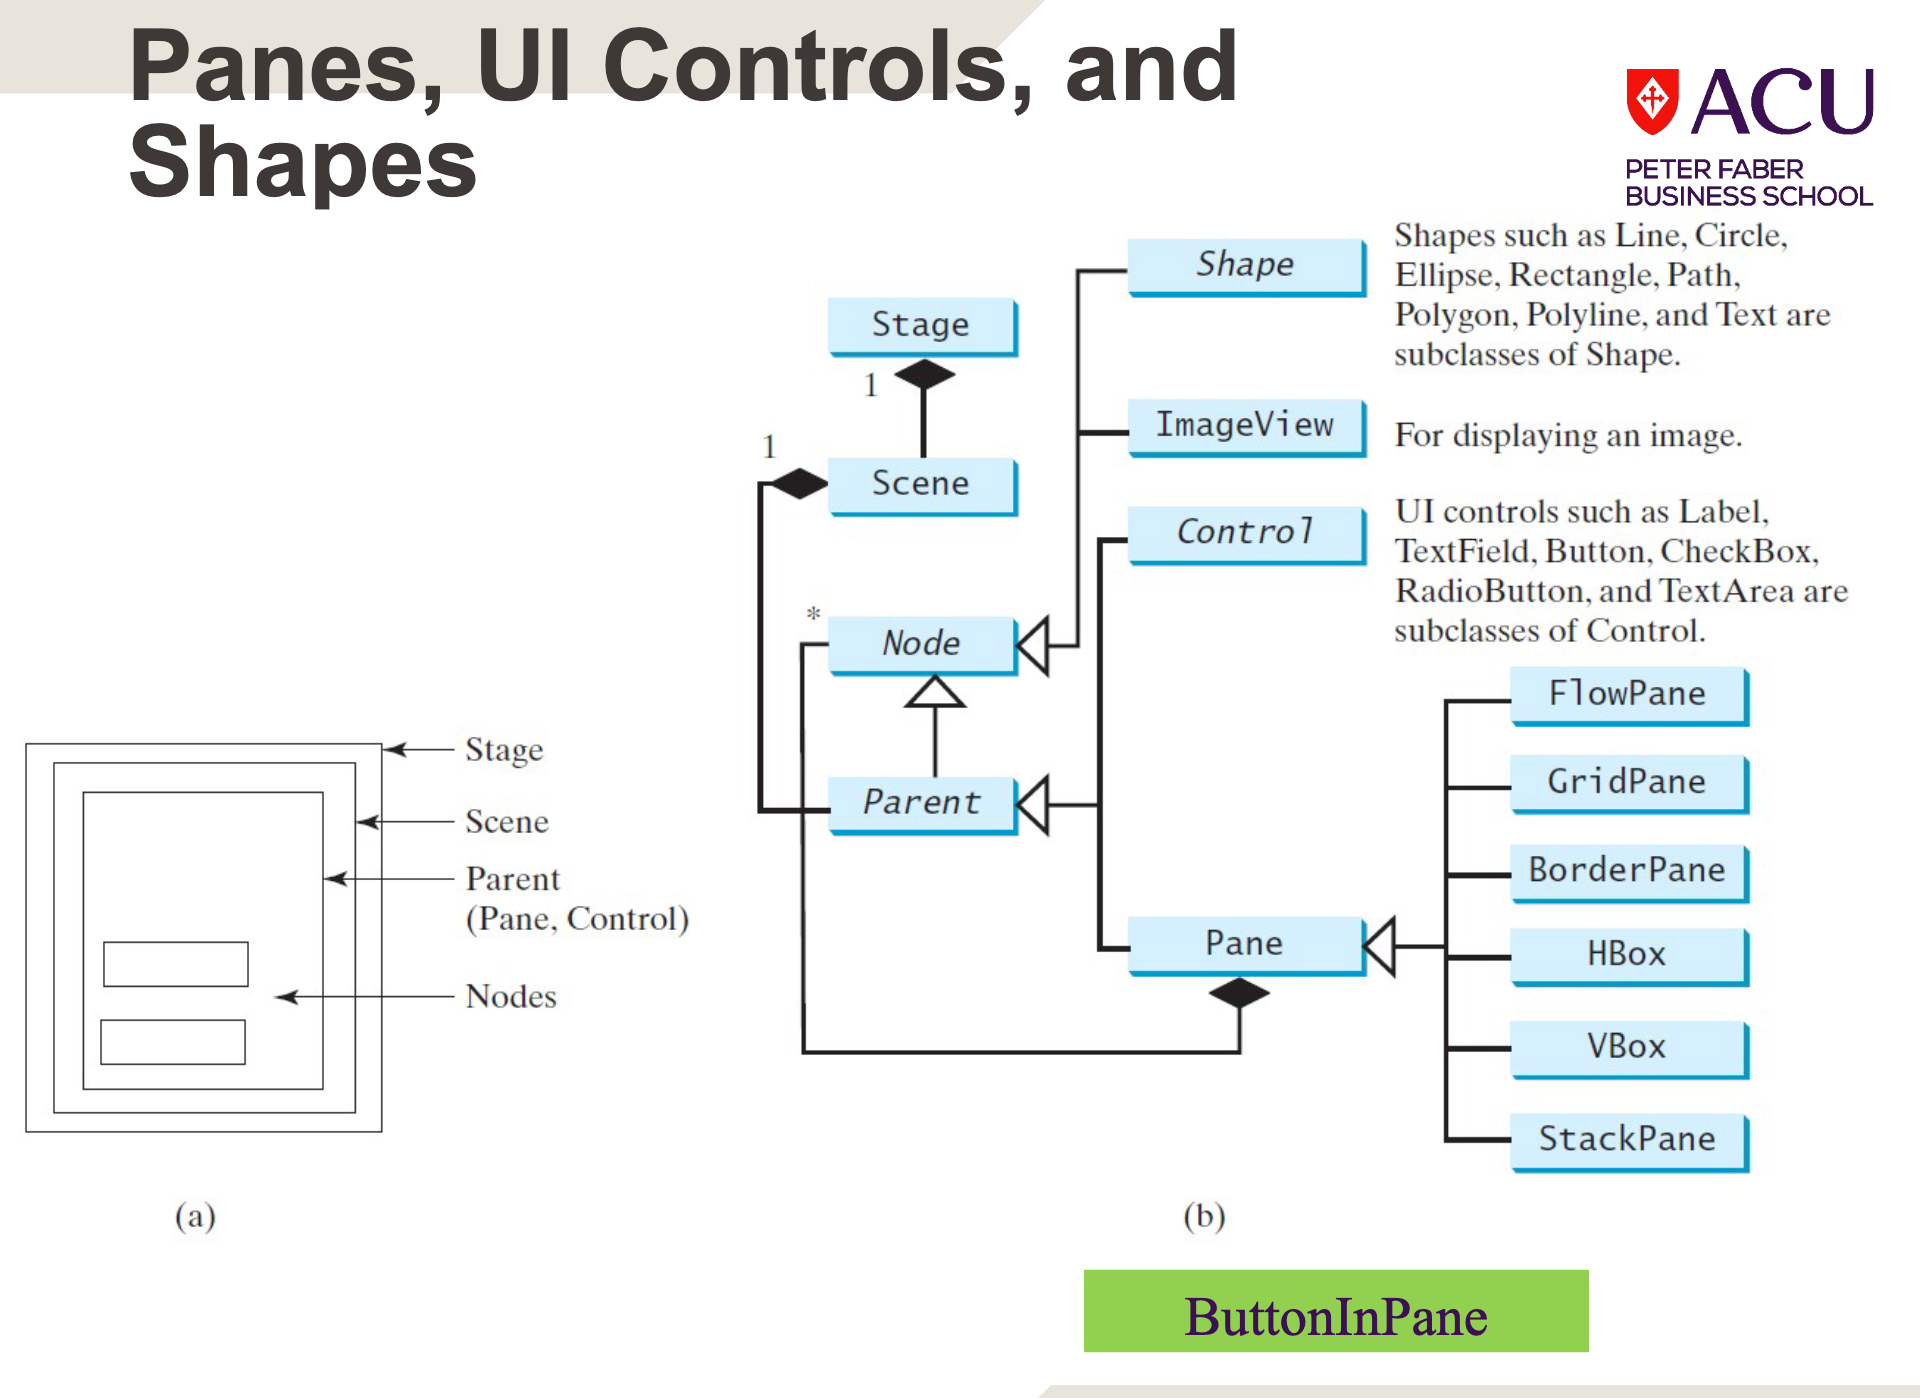 Panes, UI Controls, and
Shapes
ACU
PETER FABER
BUSINESS SCHOOL
Stage
Scene
Parent
(Pane, Control)
Nodes
(a)
Stage
1
1
Scene
*
Node
Parent
Shape
Shapes such as Line, Circle,
Ellipse, Rectangle, Path,
Polygon, Polyline, and Text are
subclasses of Shape.
ImageView
For displaying an image.
Control
UI controls such as Label,
TextField, Button, CheckBox,
RadioButton, and TextArea are
subclasses of Control.
Pane
FlowPane
GridPane
BorderPane
HBox
VBox
StackPane
(b)
ButtonInPane